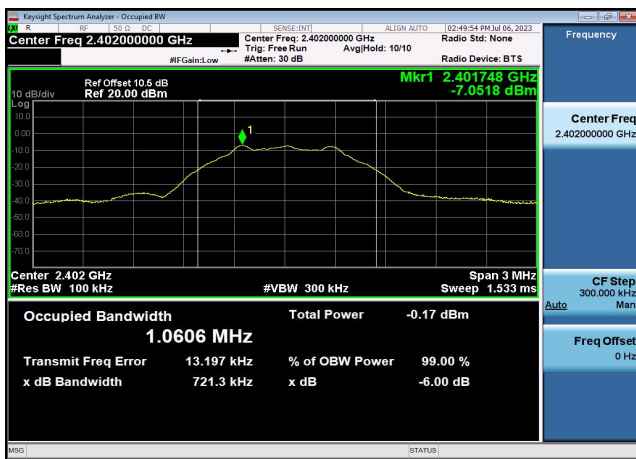 Keysight Spectrum Analyzer - Occupied BW
R RF 50 Ω DC SENSE:INT ALIGN AUTO 02:49:54 PM Jul 06, 2023
Center Freq 2.402000000 GHz
Center Freq: 2.402000000 GHz Radio Std: None
Trig: Free Run Avg|Hold: 10/10
#IFGain:Low #Atten: 30 dB Radio Device: BTS
Ref Offset 10.5 dB
10 dB/div Ref 20.00 dBm
Mkr1 2.401748 GHz
-7.0518 dBm
Log
10.0
0.00
-10.0
-20.0
-30.0
-40.0
-50.0
-60.0
-70.0
1
Center 2.402 GHz Span 3 MHz
#Res BW 100 kHz #VBW 300 kHz Sweep 1.533 ms
Occupied Bandwidth Total Power -0.17 dBm
1.0606 MHz
Transmit Freq Error 13.197 kHz % of OBW Power 99.00 %
x dB Bandwidth 721.3 kHz x dB -6.00 dB
MSG STATUS
Frequency
Center Freq
2.402000000 GHz
CF Step
300.000 kHz
Auto Man
Freq Offset
0 Hz